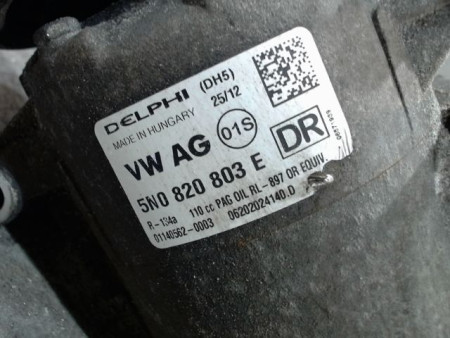 DELPHI (DH5)
MADE IN HUNGARY 25/12
VW AG 01S DR
5N0 820 803 E
R-134a 110 cc PAG OIL RL-897 OR EQUIV.
01140562-0003 06202024140.D